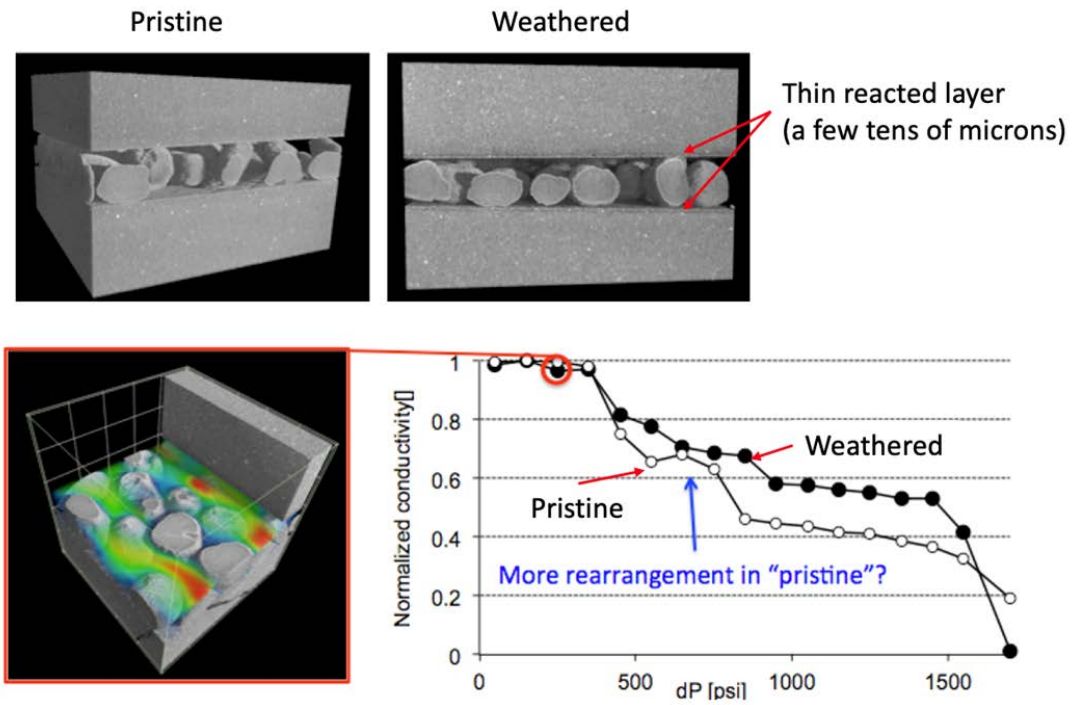 Pristine
Weathered
Thin reacted layer
(a few tens of microns)
Normalized conductivity[]
1
0.8
0.6
0.4
0.2
0
Weathered
Pristine
More rearrangement in "pristine"?
0
500
1000
1500
dP [psi]